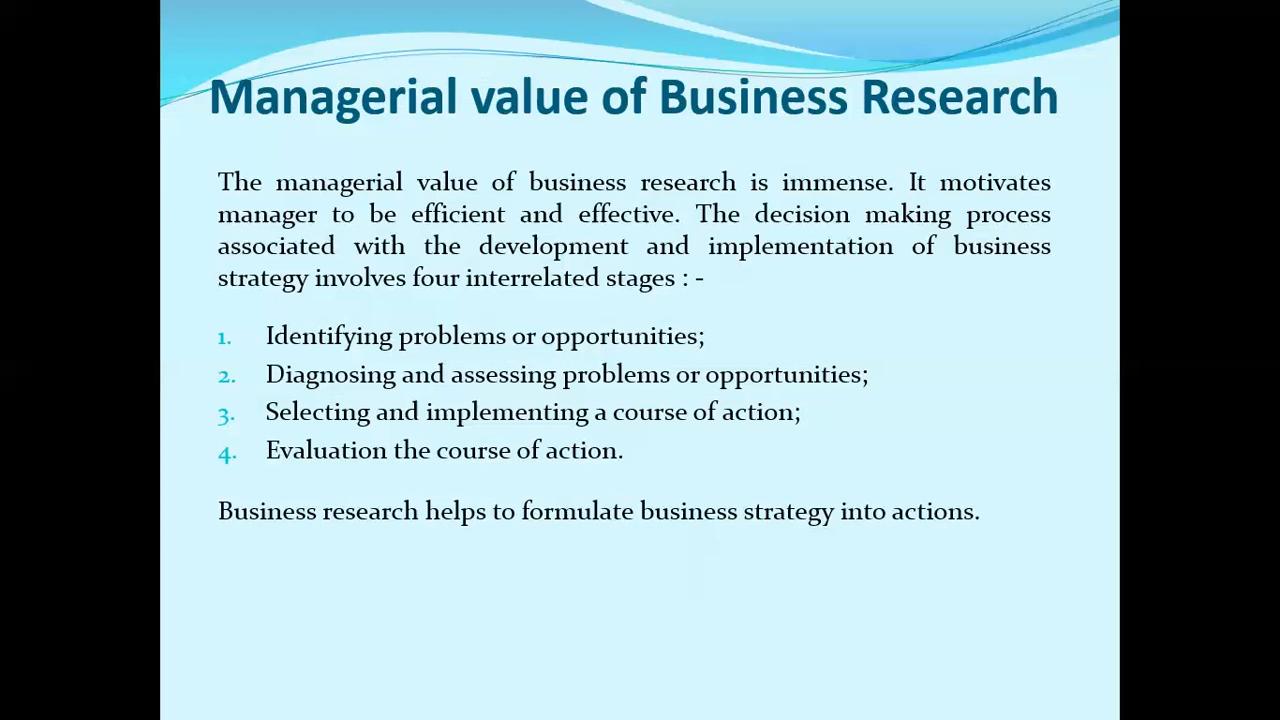 Managerial value of Business Research
The managerial value of business research is immense. It motivates
manager to be efficient and effective. The decision making process
associated with the development and implementation of business
strategy involves four interrelated stages : -
1. Identifying problems or opportunities;
2. Diagnosing and assessing problems or opportunities;
3. Selecting and implementing a course of action;
4. Evaluation the course of action.
Business research helps to formulate business strategy into actions.